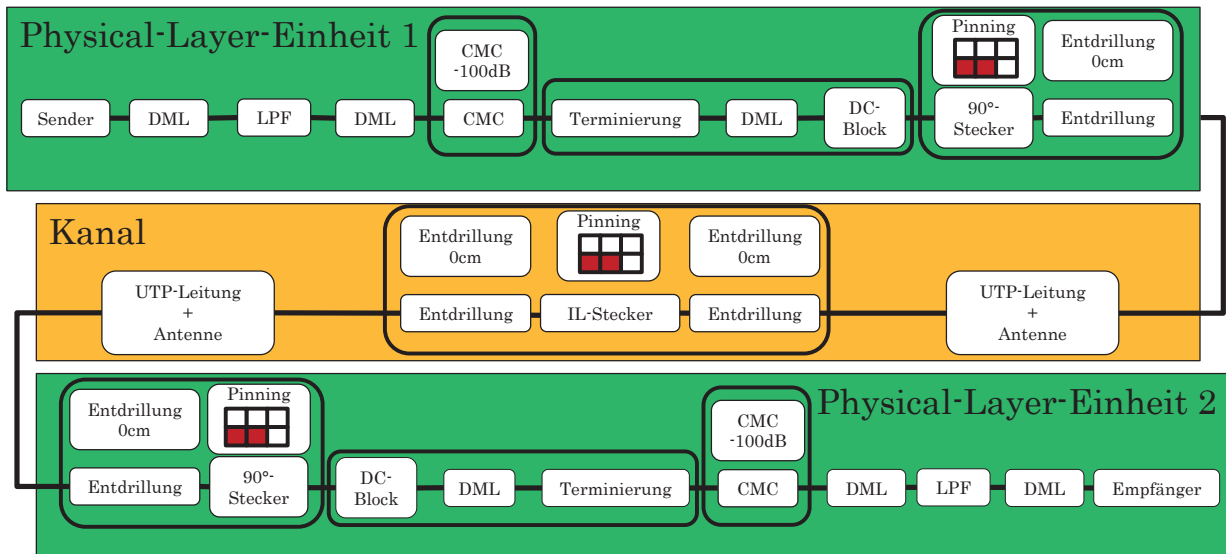 Physical-Layer-Einheit 1
CMC
-100dB
Pinning
Entdrillung
0cm
Sender
DML
LPF
DML
CMC
Terminierung
DML
DC-
Block
90°-
Stecker
Entdrillung
Kanal
Entdrillung
0cm
Pinning
Entdrillung
0cm
UTP-Leitung
+
Antenne
Entdrillung
IL-Stecker
Entdrillung
UTP-Leitung
+
Antenne
Entdrillung
0cm
Pinning
CMC
-100dB
Physical-Layer-Einheit 2
Entdrillung
90°-
Stecker
DC-
Block
DML
Terminierung
CMC
DML
LPF
DML
Empfänger